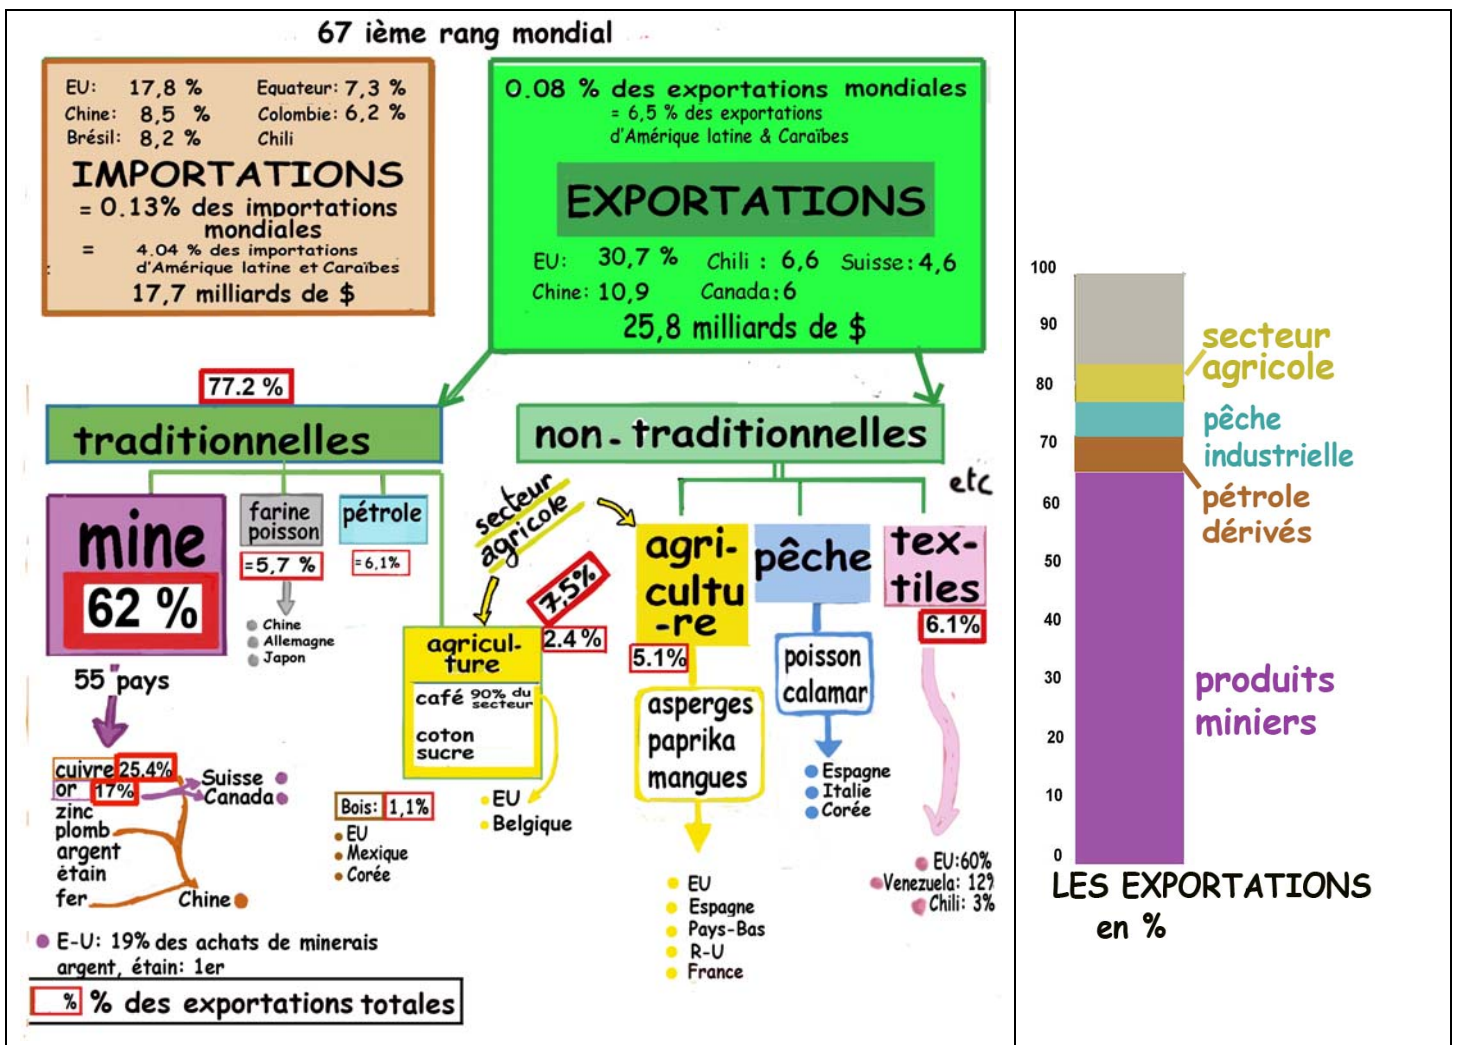 67 ième rang mondial
EU: 17,8 % Equateur: 7,3 %
Chine: 8,5 % Colombie: 6,2 %
Brésil: 8,2 % Chili
IMPORTATIONS
= 0.13% des importations
mondiales
= 4.04 % des importations
d'Amérique latine et Caraïbes
17,7 milliards de $
0.08 % des exportations mondiales
= 6,5 % des exportations
d'Amérique latine & Caraïbes
EXPORTATIONS
EU: 30,7 % Chili : 6,6 Suisse: 4,6
Chine: 10,9 Canada: 6
25,8 milliards de $
77.2 %
traditionnelles
non-traditionnelles
mine
62 %
55 pays
cuivre 25.4%
or 17%
zinc
plomb
argent
étain
fer
Suisse
Canada
Chine
E-U: 19% des achats de minerais
argent, étain: 1er
% % des exportations totales
farine
poisson
=5,7 %
Chine
Allemagne
Japon
pétrole
=6,1%
secteur
agricole
7,5%
agricul-
ture
2.4 %
café 90% du
secteur
coton
sucre
EU
Belgique
Bois: 1,1%
EU
Mexique
Corée
agri-
cultu
-re
5.1%
asperges
paprika
mangues
EU
Espagne
Pays-Bas
R-U
France
pêche
poisson
calamar
Espagne
Italie
Corée
etc
tex-
tiles
6.1%
EU:60%
Venezuela: 12%
Chili: 3%
100
90
80
70
60
50
40
30
20
10
0
secteur
agricole
pêche
industrielle
pétrole
dérivés
produits
miniers
LES EXPORTATIONS
en %